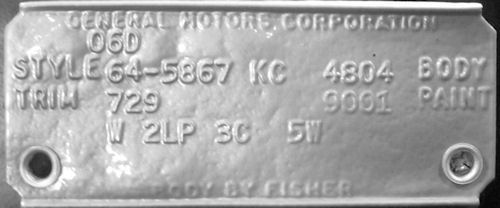 GENERAL MOTORS CORPORATION
06D
STYLE 64-5867 KC 4804 BODY
TRIM 729 9001 PAINT
W 2LP 3C 5W
BODY BY FISHER